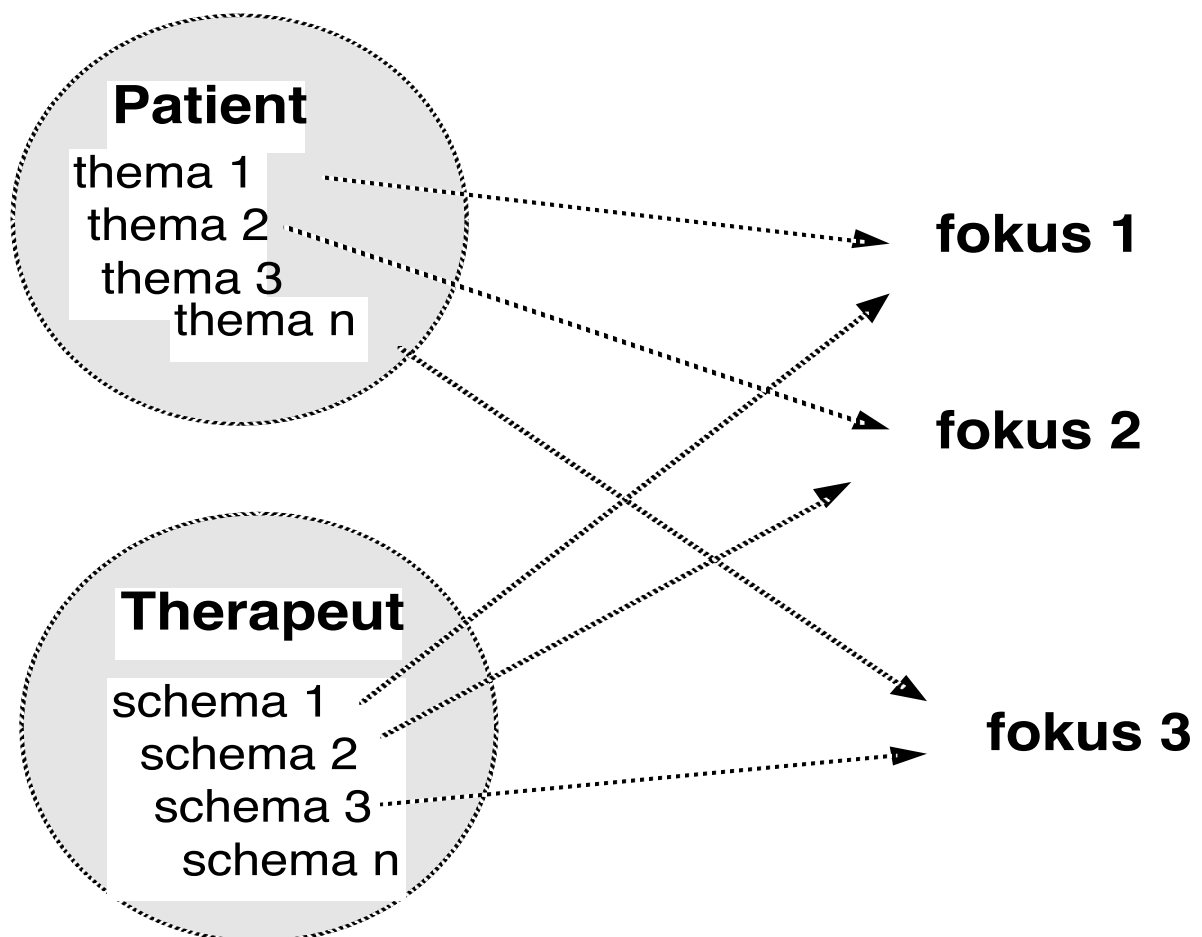 Patient
thema 1
thema 2
thema 3
thema n
fokus 1
fokus 2
Therapeut
schema 1
schema 2
schema 3
schema n
fokus 3